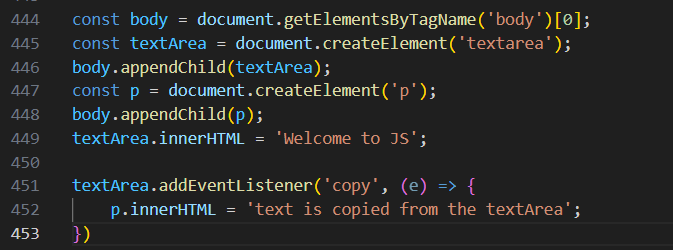 444 const body = document.getElementsByTagName('body')[0];
445 const textArea = document.createElement('textarea');
446 body.appendChild(textArea);
447 const p = document.createElement('p');
448 body.appendChild(p);
449 textArea.innerHTML = 'Welcome to JS';
450
451 textArea.addEventListener('copy', (e) => {
452     p.innerHTML = 'text is copied from the textArea';
453 })